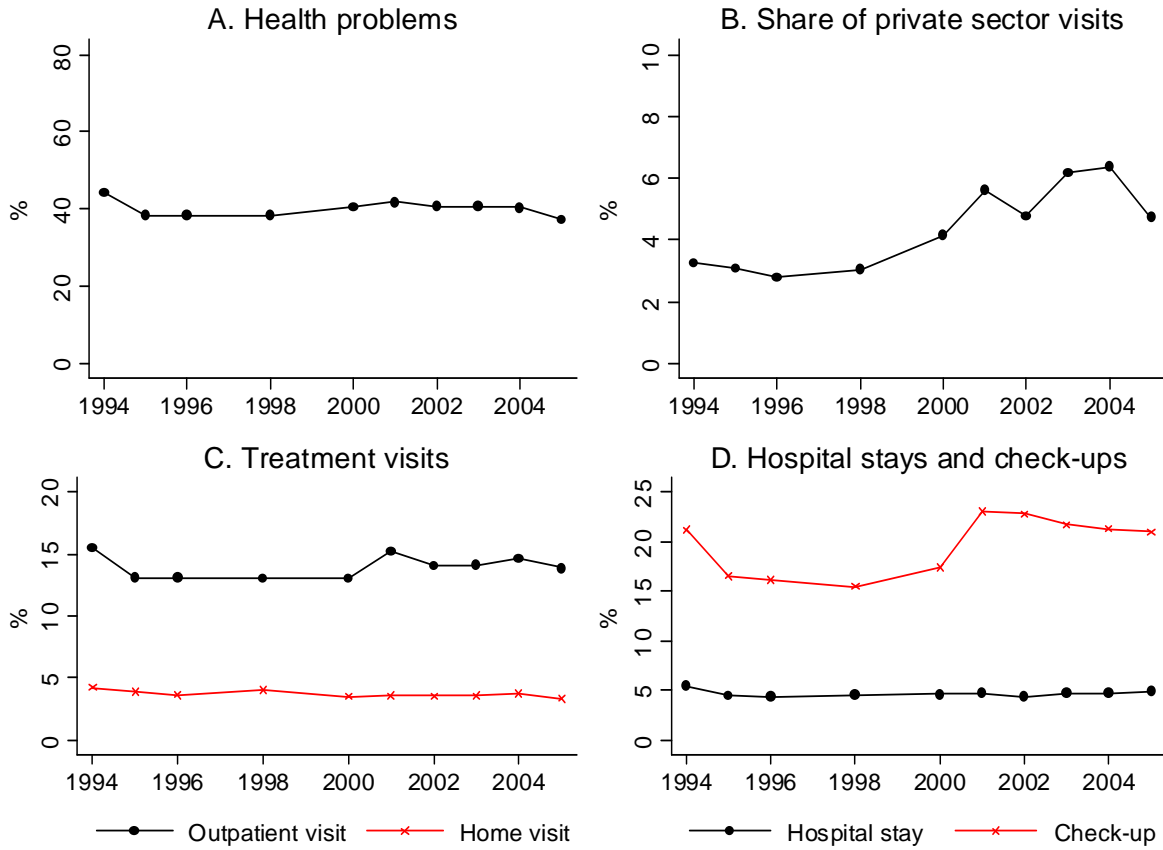 A. Health problems
80
60
40
20
0
%
1994 1996 1998 2000 2002 2004
B. Share of private sector visits
10
8
6
4
2
0
%
1994 1996 1998 2000 2002 2004
C. Treatment visits
20
15
10
5
0
%
1994 1996 1998 2000 2002 2004
Outpatient visit Home visit
D. Hospital stays and check-ups
25
20
15
10
5
0
%
1994 1996 1998 2000 2002 2004
Hospital stay Check-up